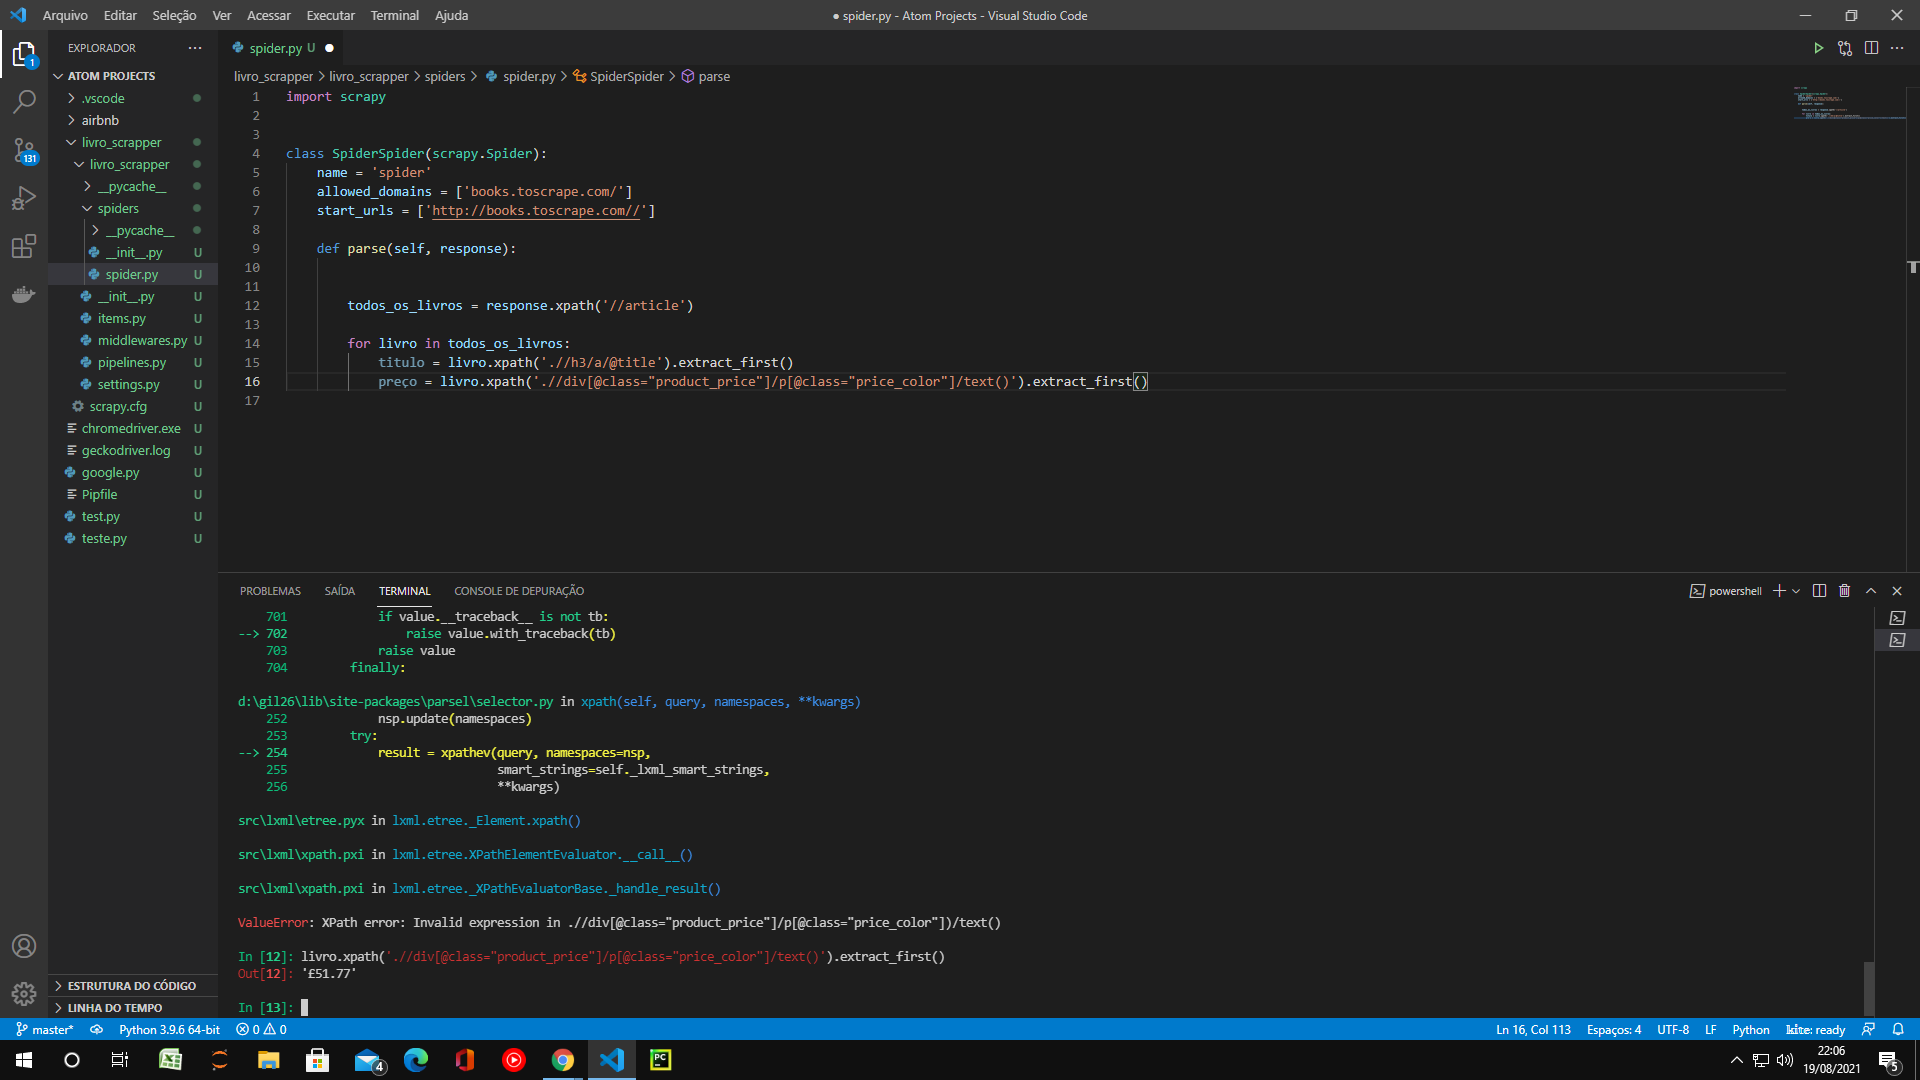 Arquivo Editar Seleção Ver Acessar Executar Terminal Ajuda
● spider.py - Atom Projects - Visual Studio Code
EXPLORADOR
ATOM PROJECTS
.vscode
airbnb
livro_scrapper
livro_scrapper
__pycache__
spiders
__pycache__
__init__.py U
spider.py U
__init__.py U
items.py U
middlewares.py U
pipelines.py U
settings.py U
scrapy.cfg U
chromedriver.exe U
geckodriver.log U
google.py U
Pipfile U
test.py U
teste.py U
ESTRUTURA DO CÓDIGO
LINHA DO TEMPO
1
131
spider.py U ●
livro_scrapper > livro_scrapper > spiders > spider.py > SpiderSpider > parse
1 import scrapy
2
3
4 class SpiderSpider(scrapy.Spider):
5 name = 'spider'
6 allowed_domains = ['books.toscrape.com/']
7 start_urls = ['http://books.toscrape.com//']
8
9 def parse(self, response):
10
11
12 todos_os_livros = response.xpath('//article')
13
14 for livro in todos_os_livros:
15 titulo = livro.xpath('.//h3/a/@title').extract_first()
16 preço = livro.xpath('.//div[@class="product_price"]/p[@class="price_color"]/text()').extract_first()
17
PROBLEMAS SAÍDA TERMINAL CONSOLE DE DEPURAÇÃO
powershell
701 if value.__traceback__ is not tb:
--> 702 raise value.with_traceback(tb)
703 raise value
704 finally:
d:\gil26\lib\site-packages\parsel\selector.py in xpath(self, query, namespaces, **kwargs)
252 nsp.update(namespaces)
253 try:
--> 254 result = xpathev(query, namespaces=nsp,
255 smart_strings=self._lxml_smart_strings,
256 **kwargs)
src\lxml\etree.pyx in lxml.etree._Element.xpath()
src\lxml\xpath.pxi in lxml.etree.XPathElementEvaluator.__call__()
src\lxml\xpath.pxi in lxml.etree._XPathEvaluatorBase._handle_result()
ValueError: XPath error: Invalid expression in .//div[@class="product_price"]/p[@class="price_color"])/text()
In [12]: livro.xpath('.//div[@class="product_price"]/p[@class="price_color"]/text()').extract_first()
Out[12]: '£51.77'
In [13]:
master* Python 3.9.6 64-bit 0 0
Ln 16, Col 113 Espaços: 4 UTF-8 LF Python kite: ready
4
PC
22:06
19/08/2021
5